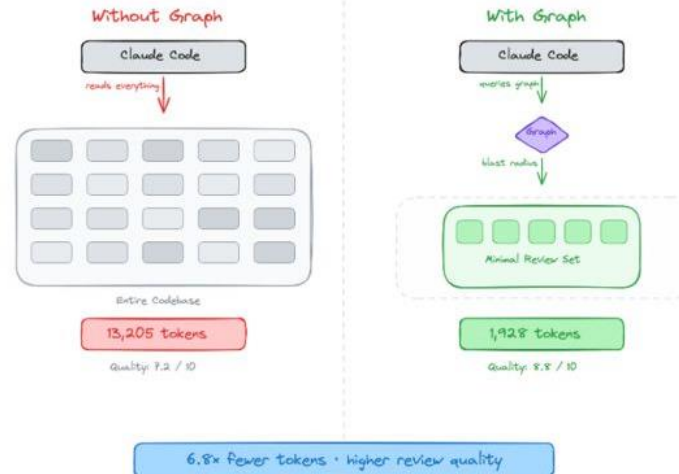 Without Graph
Claude Code
reads everything
Entire Codebase
13,205 tokens
Quality: 7.2 / 10
With Graph
Claude Code
queries graph
Graph
blast radius
Minimal Review Set
1,928 tokens
Quality: 8.8 / 10
6.8x fewer tokens · higher review quality